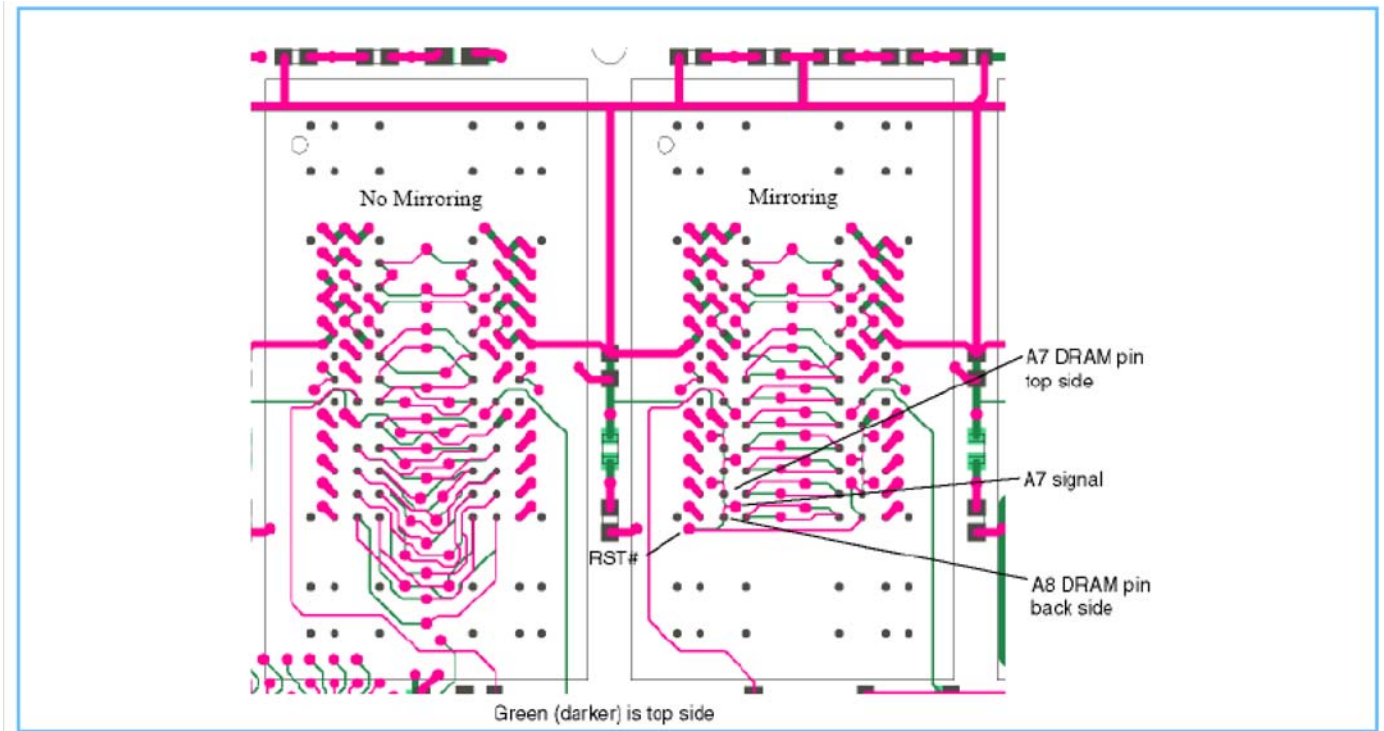 No Mirroring
Mirroring
A7 DRAM pin
top side
A7 signal
RST#
A8 DRAM pin
back side
Green (darker) is top side